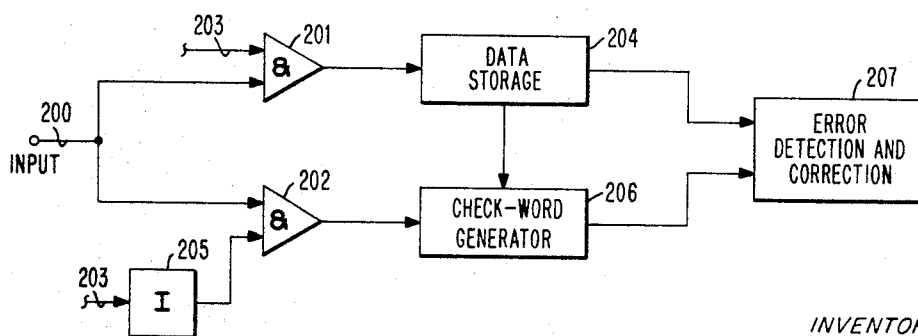 203
201
&
DATA
STORAGE
204
200
INPUT
207
ERROR
DETECTION AND
CORRECTION
202
&
CHECK-WORD
GENERATOR
206
205
203
I
INVENTOR